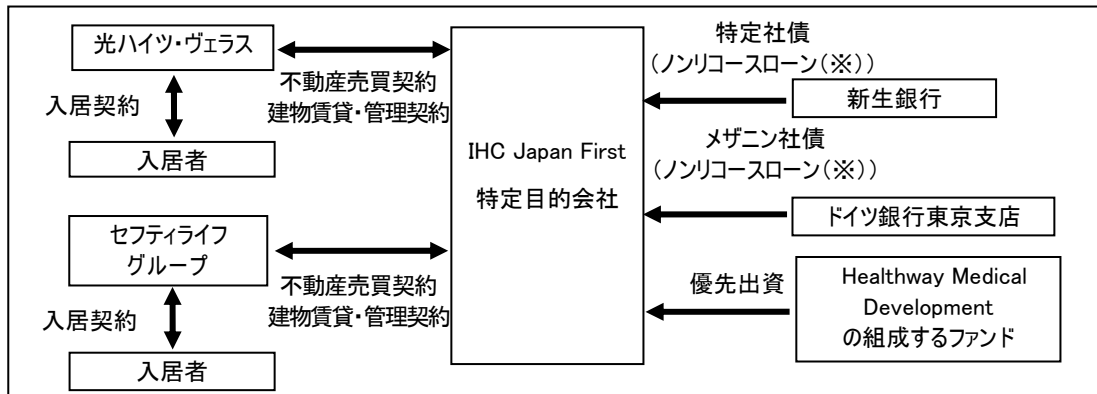 光ハイツ・ヴェラス
不動産売買契約
建物賃貸・管理契約
入居契約
入居者
セフティライフ
グループ
不動産売買契約
建物賃貸・管理契約
入居契約
入居者
IHC Japan First
特定目的会社
特定社債
(ノンリコースローン(※))
新生銀行
メザニン社債
(ノンリコースローン(※))
ドイツ銀行東京支店
優先出資
Healthway Medical
Development
の組成するファンド